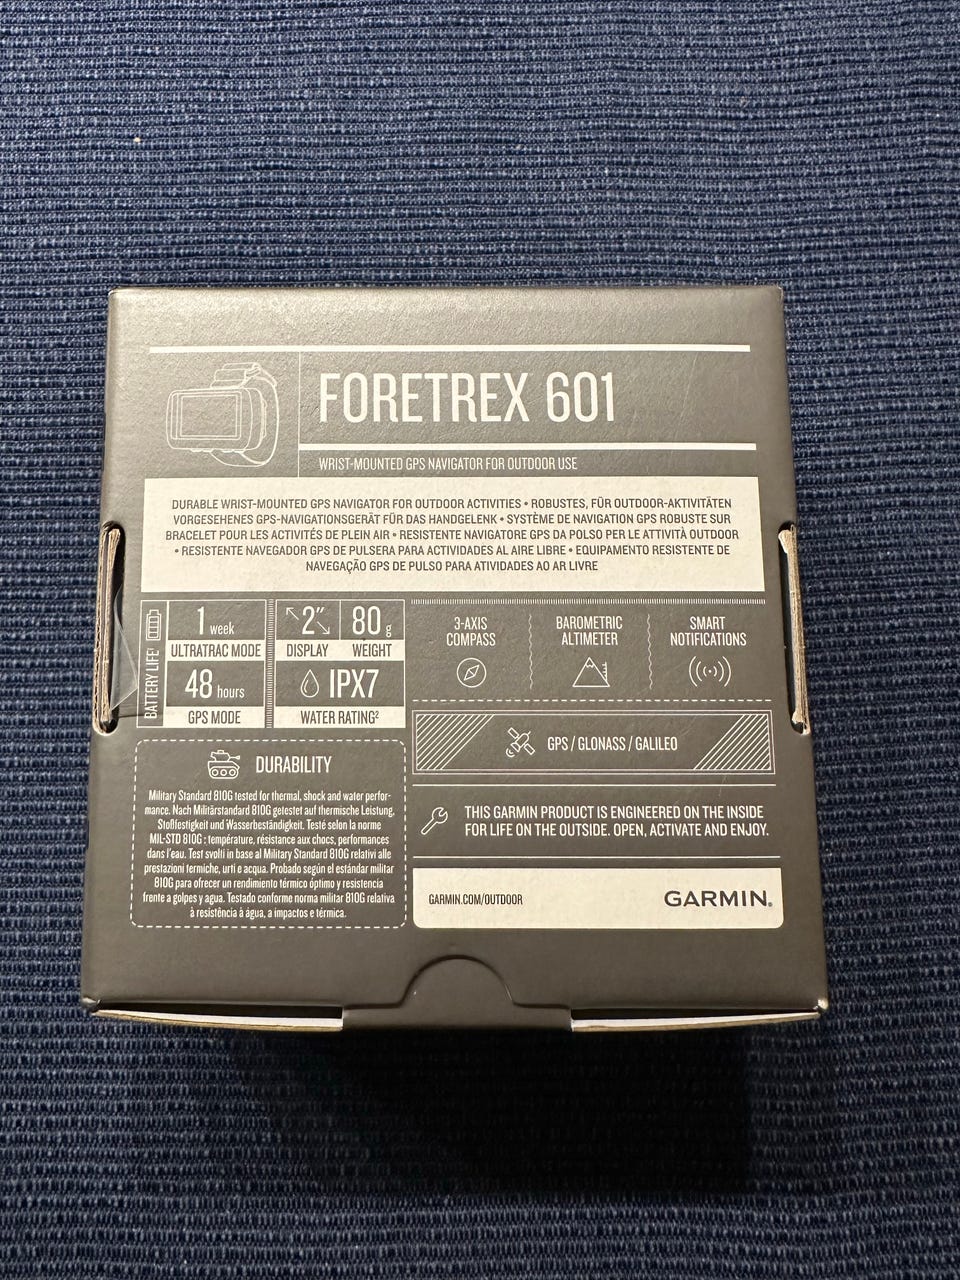 FORETREX 601
WRIST-MOUNTED GPS NAVIGATOR FOR OUTDOOR USE
DURABLE WRIST-MOUNTED GPS NAVIGATOR FOR OUTDOOR ACTIVITIES • ROBUSTES, FÜR OUTDOOR-AKTIVITÄTEN
VORGESEHENES GPS-NAVIGATIONSGERÄT FÜR DAS HANDGELENK • SYSTÈME DE NAVIGATION GPS ROBUSTE SUR
BRACELET POUR LES ACTIVITÉS DE PLEIN AIR • RESISTENTE NAVIGATORE GPS DA POLSO PER LE ATTIVITÀ OUTDOOR
• RESISTENTE NAVEGADOR GPS DE PULSERA PARA ACTIVIDADES AL AIRE LIBRE • EQUIPAMENTO RESISTENTE DE
NAVEGAÇÃO GPS DE PULSO PARA ATIVIDADES AO AR LIVRE
BATTERY LIFE¹
1 week
ULTRATRAC MODE
48 hours
GPS MODE
2"
DISPLAY
80 g
WEIGHT
IPX7
WATER RATING²
3-AXIS
COMPASS
BAROMETRIC
ALTIMETER
SMART
NOTIFICATIONS
GPS / GLONASS / GALILEO
DURABILITY
Military Standard 810G tested for thermal, shock and water perfor-
mance. Nach Militärstandard 810G getestet auf thermische Leistung,
Stoßfestigkeit und Wasserbeständigkeit. Testé selon la norme
MIL-STD 810G : température, résistance aux chocs, performances
dans l'eau. Test svolti in base al Military Standard 810G relativi alle
prestazioni termiche, urti e acqua. Probado según el estándar militar
810G para ofrecer un rendimiento térmico óptimo y resistencia
frente a golpes y agua. Testado conforme norma militar 810G relativa
à resistência à água, a impactos e térmica.
THIS GARMIN PRODUCT IS ENGINEERED ON THE INSIDE
FOR LIFE ON THE OUTSIDE. OPEN, ACTIVATE AND ENJOY.
GARMIN.COM/OUTDOOR
GARMIN®